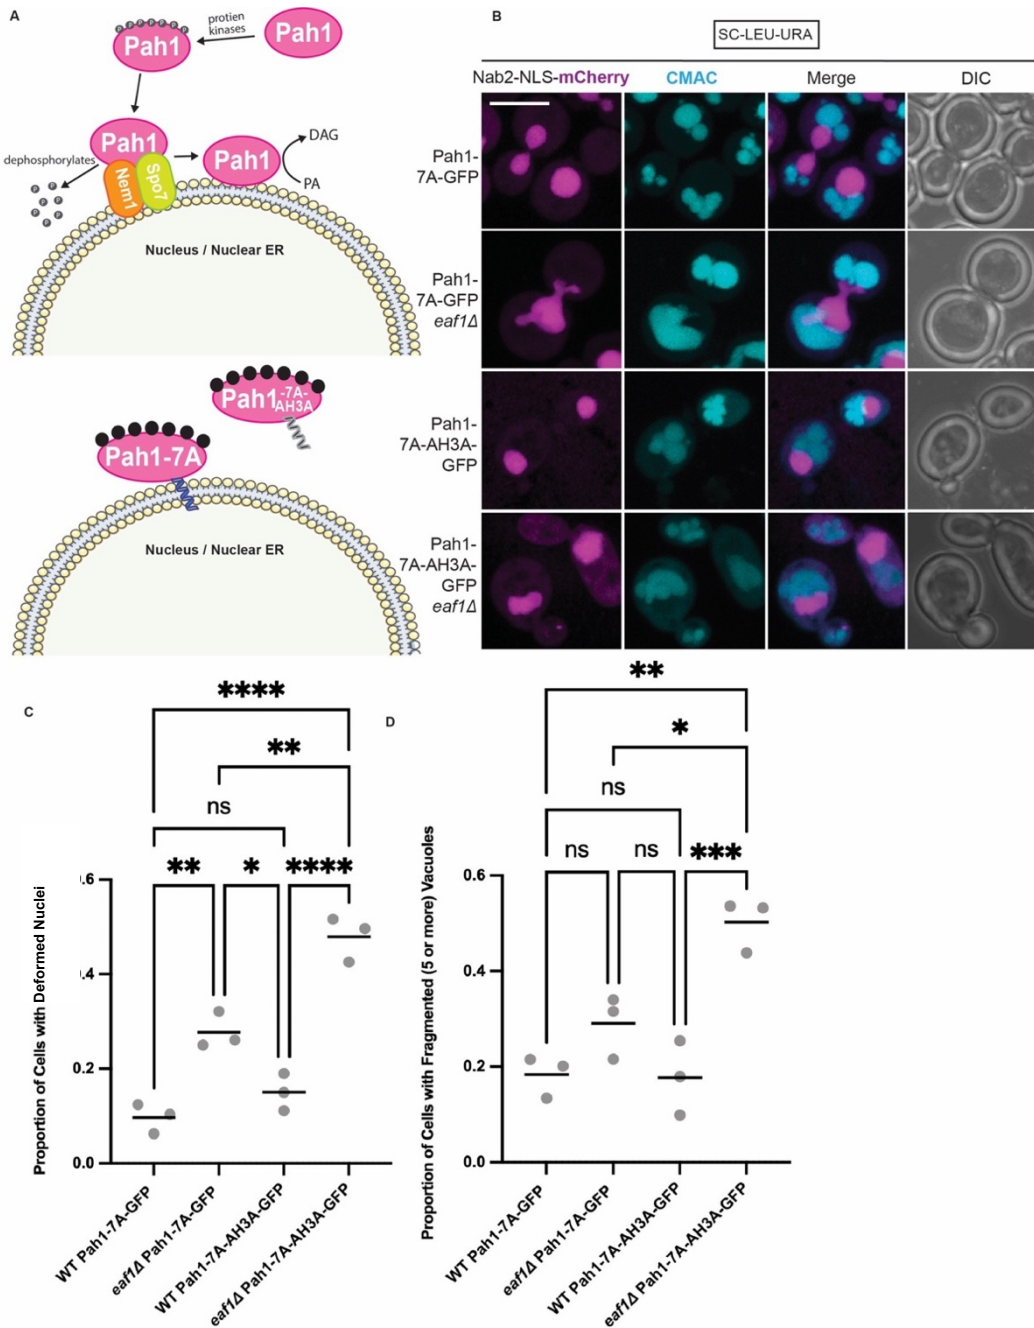 A
protien
kinases
P P P P P P P
Pah1
Pah1
Pah1
DAG
dephosphorylates
Nem1
Spo7
Pah1
PA
Nucleus / Nuclear ER
Pah1-7A-
AH3A
Pah1-7A
Nucleus / Nuclear ER
B
SC-LEU-URA
Nab2-NLS-mCherry CMAC Merge DIC
Pah1-
7A-GFP
Pah1-
7A-GFP
eaf1Δ
Pah1-
7A-AH3A-
GFP
Pah1-
7A-AH3A-
GFP
eaf1Δ
C
****
**
ns
** * ****
Proportion of Cells with Deformed Nuclei
.6
0.4
0.2
0.0
WT Pah1-7A-GFP
eaf1Δ Pah1-7A-GFP
WT Pah1-7A-AH3A-GFP
eaf1Δ Pah1-7A-AH3A-GFP
D
**
*
ns
ns ns ***
Proportion of Cells with Fragmented (5 or more) Vacuoles
0.6
0.4
0.2
0.0
WT Pah1-7A-GFP
eaf1Δ Pah1-7A-GFP
WT Pah1-7A-AH3A-GFP
eaf1Δ Pah1-7A-AH3A-GFP